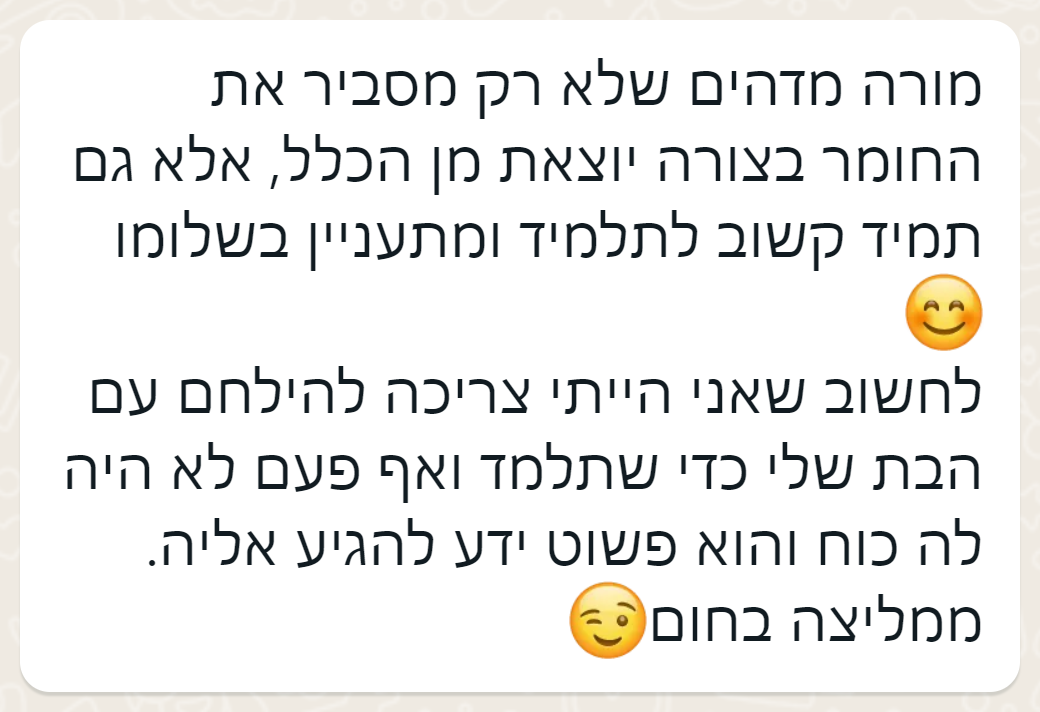 מורה מדהים שלא רק מסביר את
החומר בצורה יוצאת מן הכלל, אלא גם
תמיד קשוב לתלמיד ומתעניין בשלומו
😊
לחשוב שאני הייתי צריכה להילחם עם
הבת שלי כדי שתלמד ואף פעם לא היה
לה כוח והוא פשוט ידע להגיע אליה.
ממליצה בחום😉